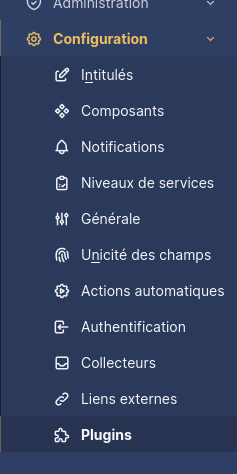 Administration
Configuration
Intitulés
Composants
Notifications
Niveaux de services
Générale
Unicité des champs
Actions automatiques
Authentification
Collecteurs
Liens externes
Plugins